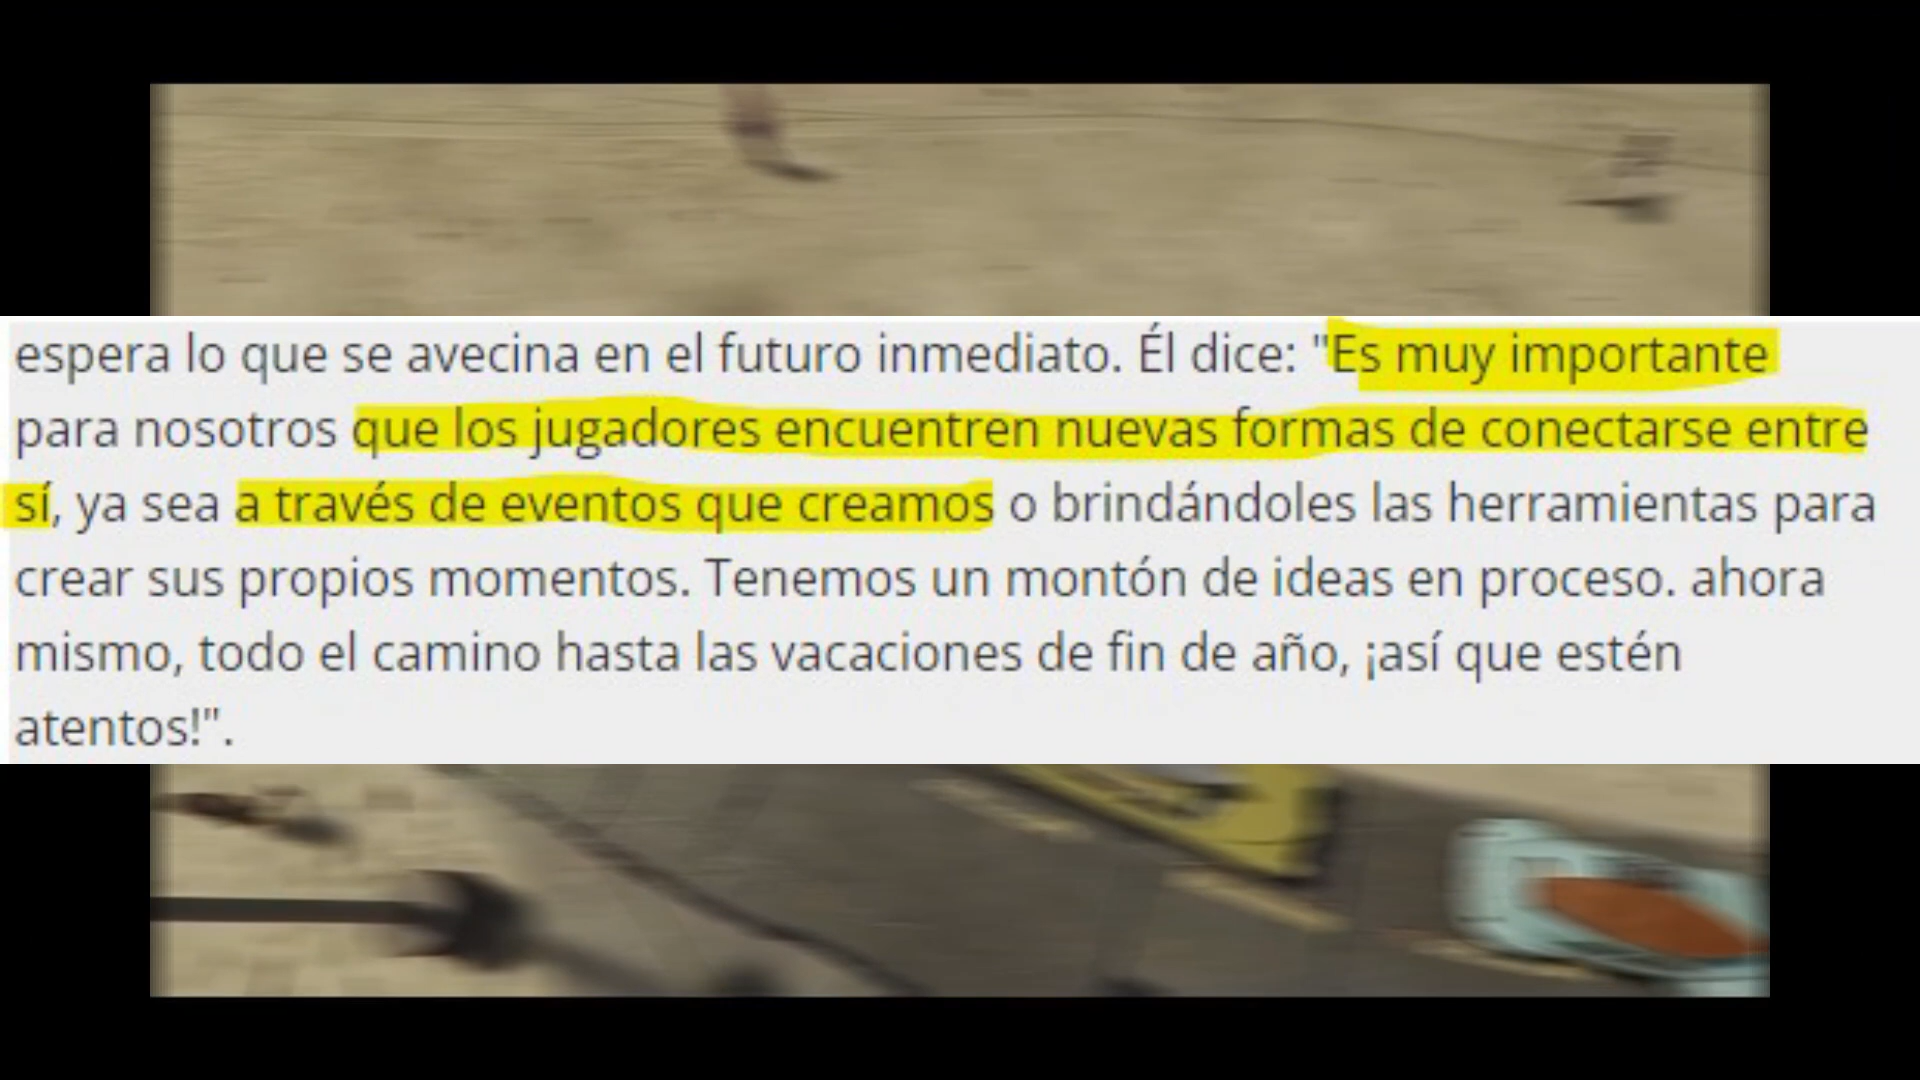 espera lo que se avecina en el futuro inmediato. Él dice: "Es muy importante
para nosotros que los jugadores encuentren nuevas formas de conectarse entre
sí, ya sea a través de eventos que creamos o brindándoles las herramientas para
crear sus propios momentos. Tenemos un montón de ideas en proceso. ahora
mismo, todo el camino hasta las vacaciones de fin de año, ¡así que estén
atentos!".